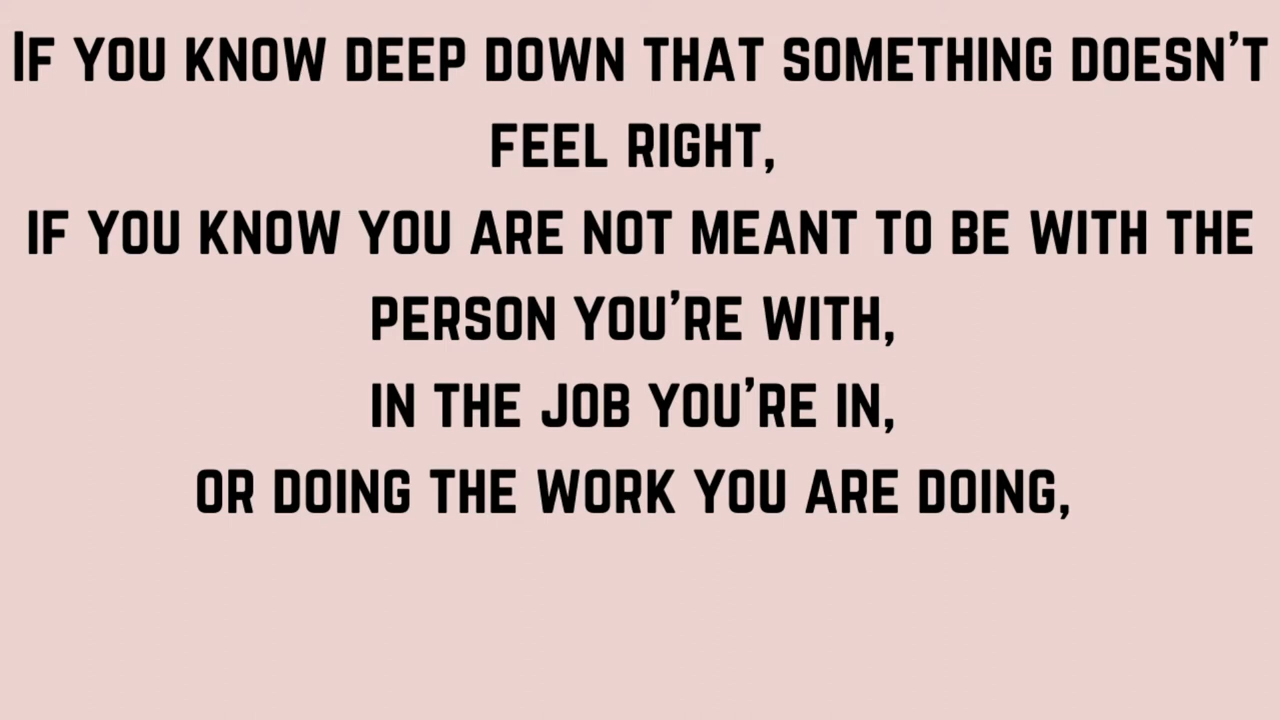 If you know deep down that something doesn’t
feel right,
if you know you are not meant to be with the
person you’re with,
in the job you’re in,
or doing the work you are doing,